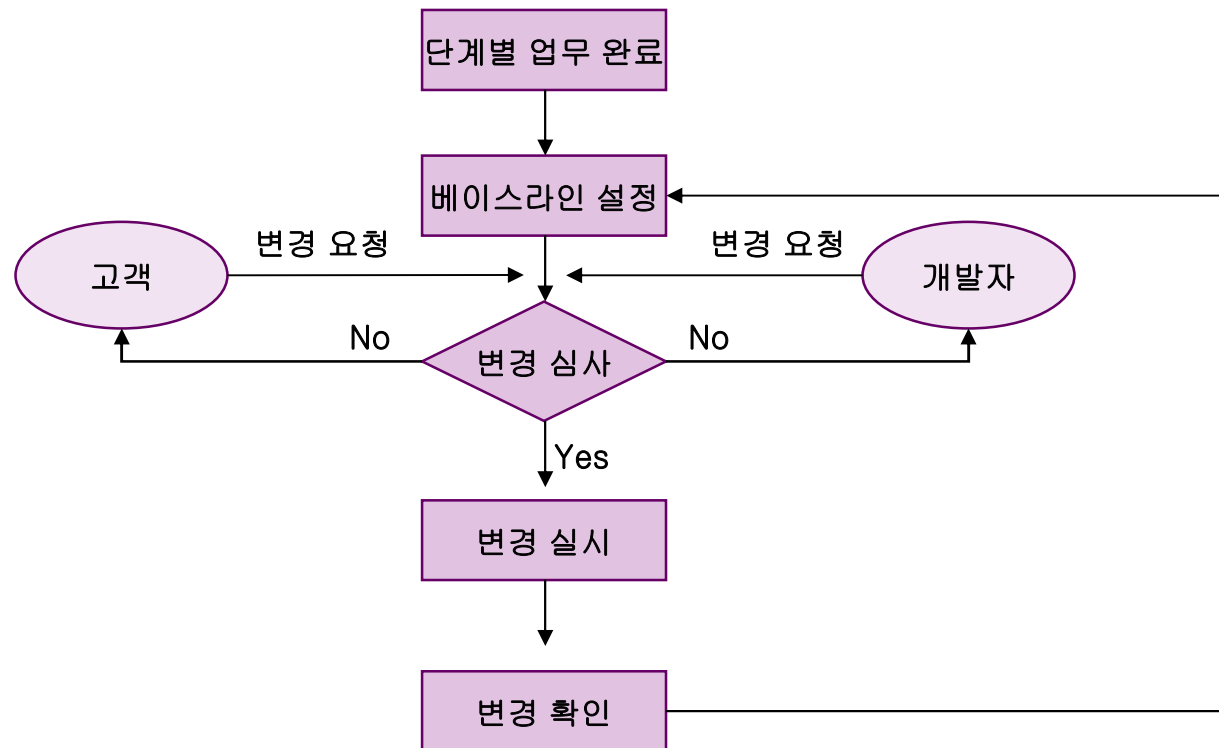 단계별 업무 완료
베이스라인 설정
변경 요청
변경 요청
고객
개발자
No
No
변경 심사
Yes
변경 실시
변경 확인